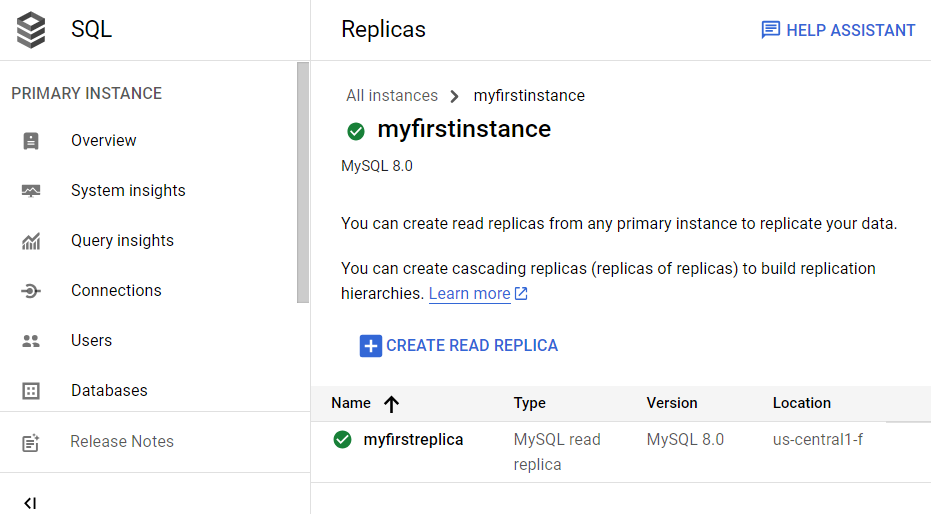 SQL
PRIMARY INSTANCE
Overview
System insights
Query insights
Connections
Users
Databases
Release Notes
Replicas
HELP ASSISTANT
All instances
myfirstinstance
myfirstinstance
MySQL 8.0
You can create read replicas from any primary instance to replicate your data.
You can create cascading replicas (replicas of replicas) to build replication
hierarchies. Learn more
CREATE READ REPLICA
Name Type Version Location
myfirstreplica MySQL read MySQL 8.0 us-central1-f
replica